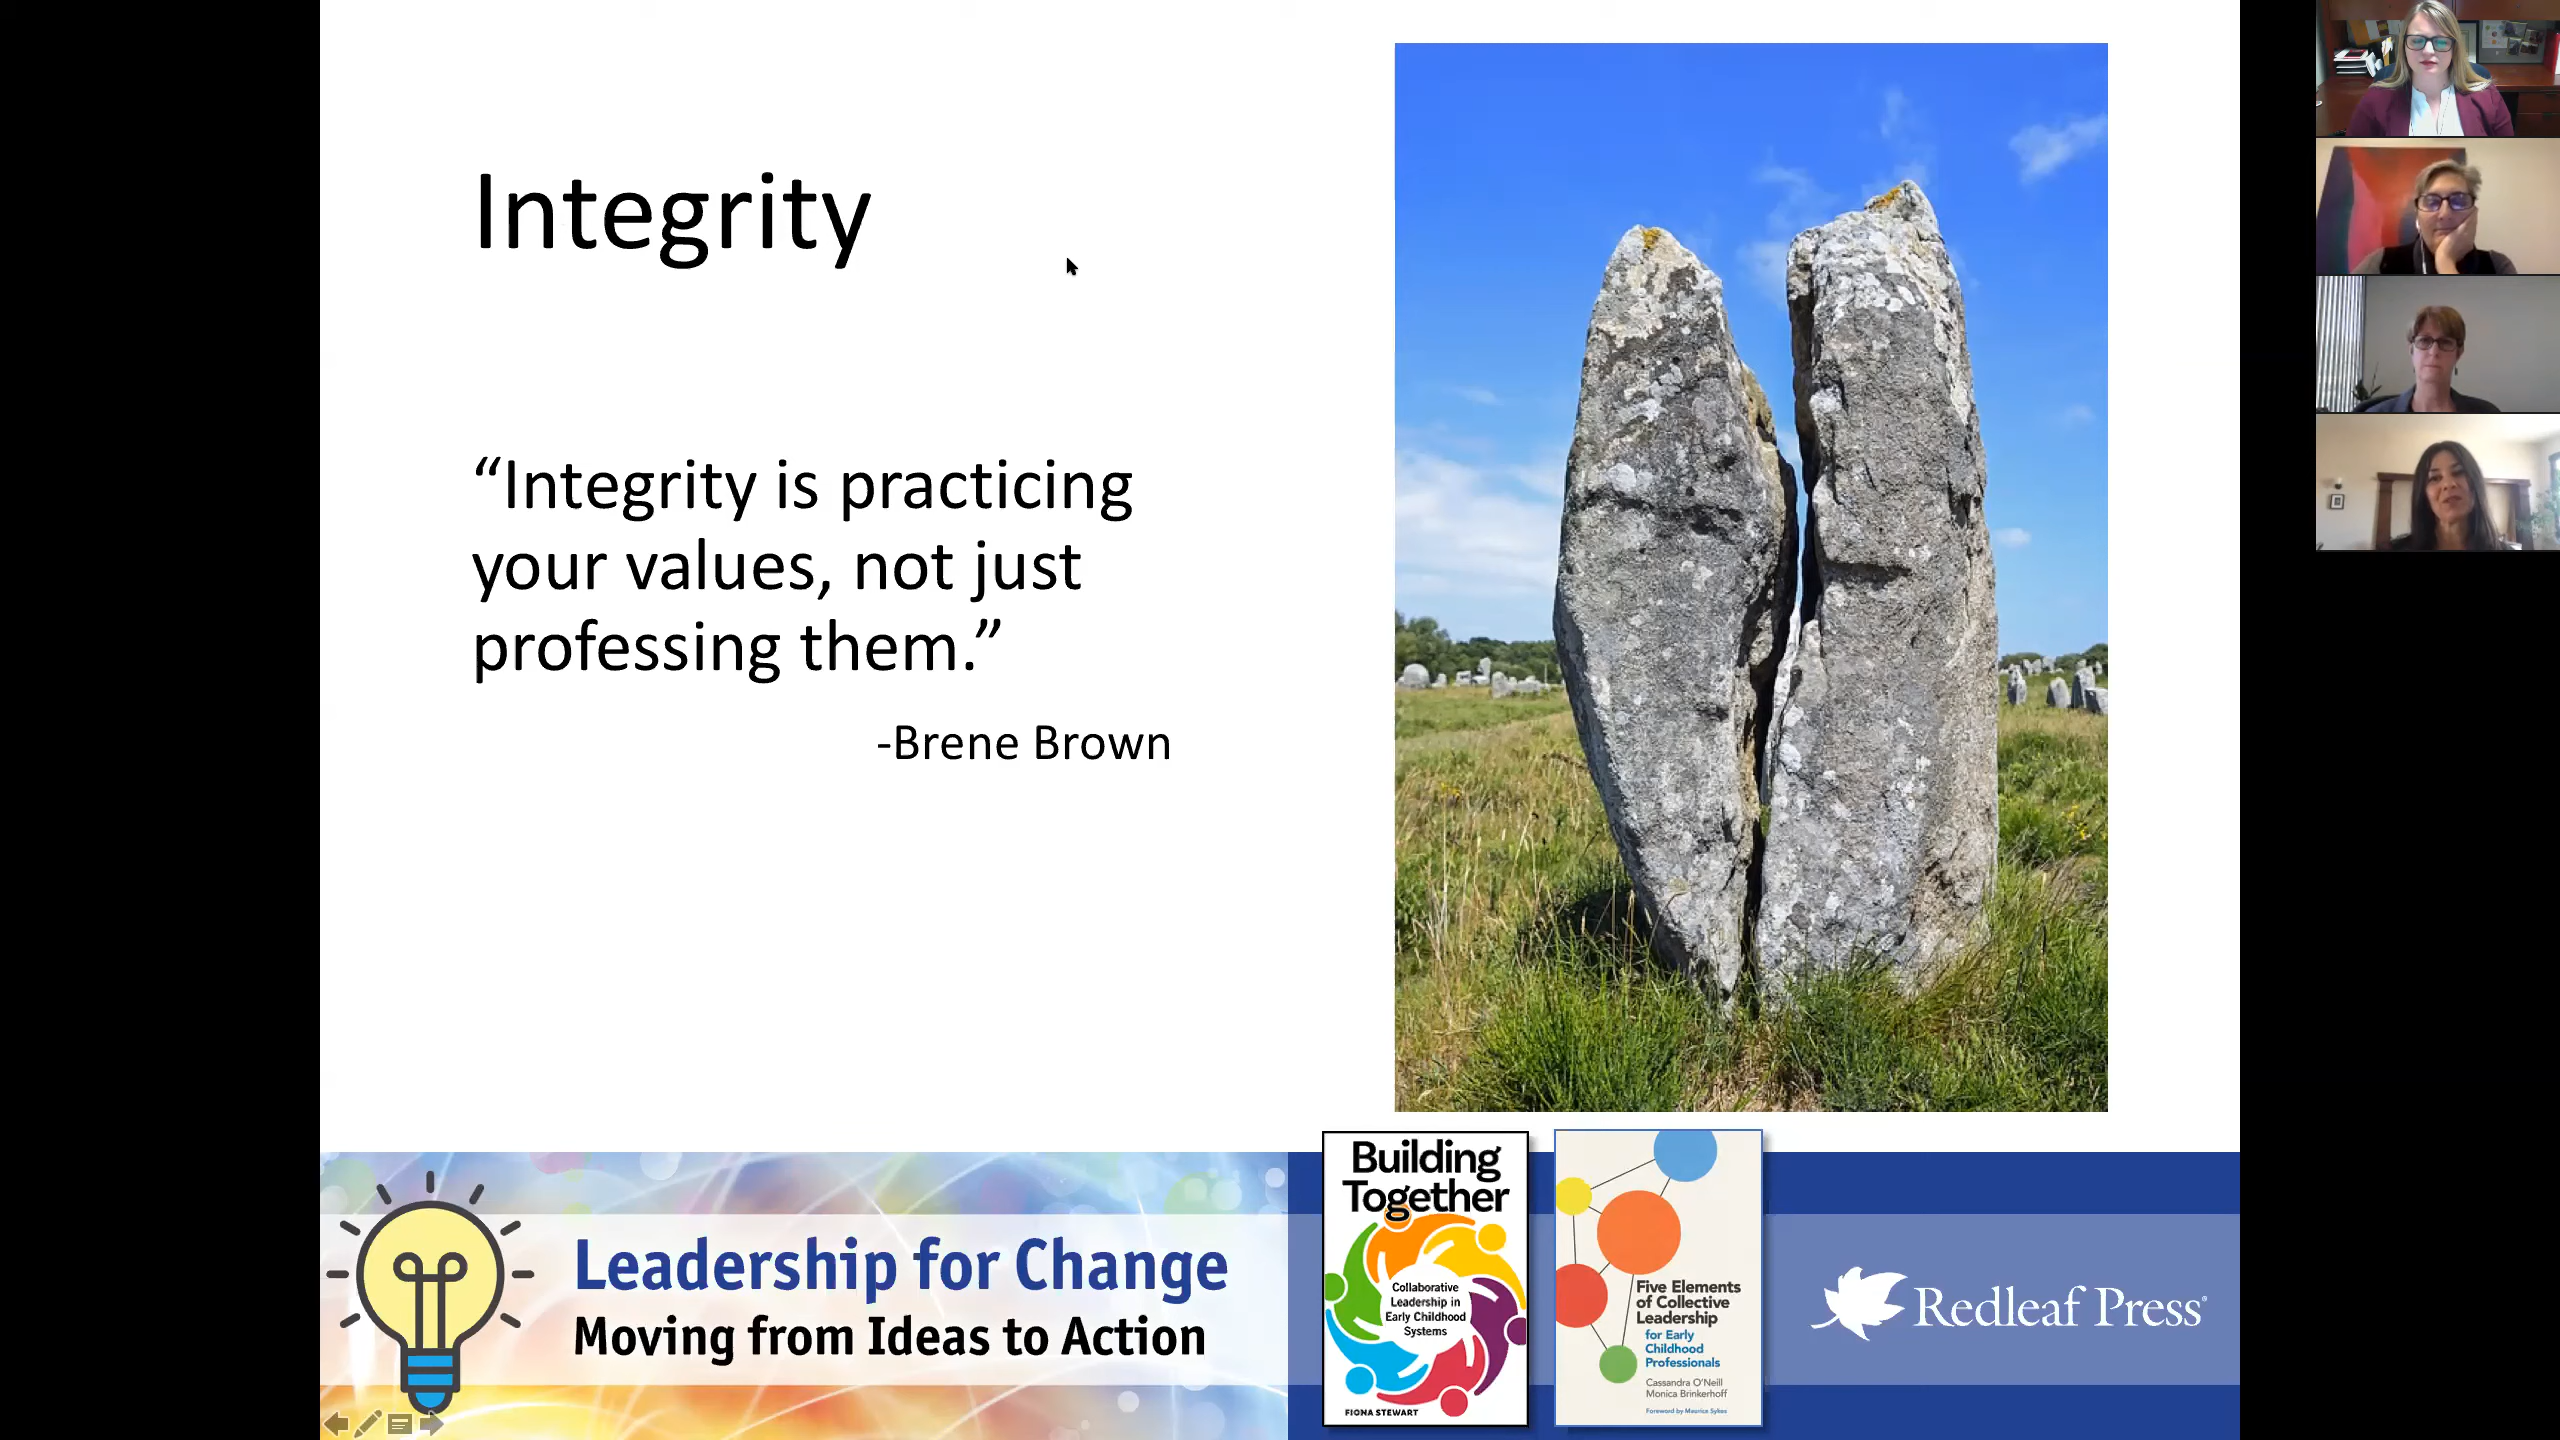 Integrity
“Integrity is practicing
your values, not just
professing them.”
-Brene Brown
Leadership for Change
Moving from Ideas to Action
Building
Together
Collaborative
Leadership in
Early Childhood
Systems
FIONA STEWART
Five Elements
of Collective
Leadership
for Early
Childhood
Professionals
Cassandra O'Neill
Monica Brinkerhoff
Foreword by Maurice Sykes
Redleaf Press®